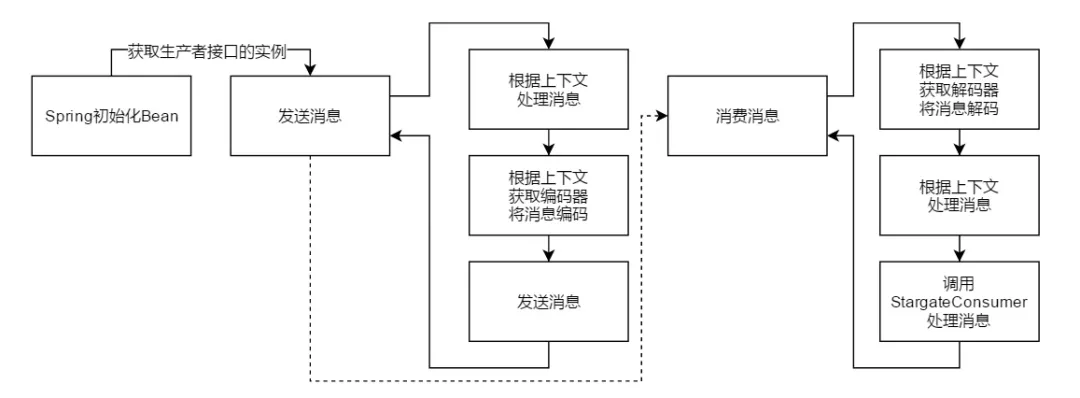 获取生产者接口的实例
Spring初始化Bean
发送消息
根据上下文
处理消息
根据上下文
获取编码器
将消息编码
发送消息
消费消息
根据上下文
获取解码器
将消息解码
根据上下文
处理消息
调用
StargateConsumer
处理消息